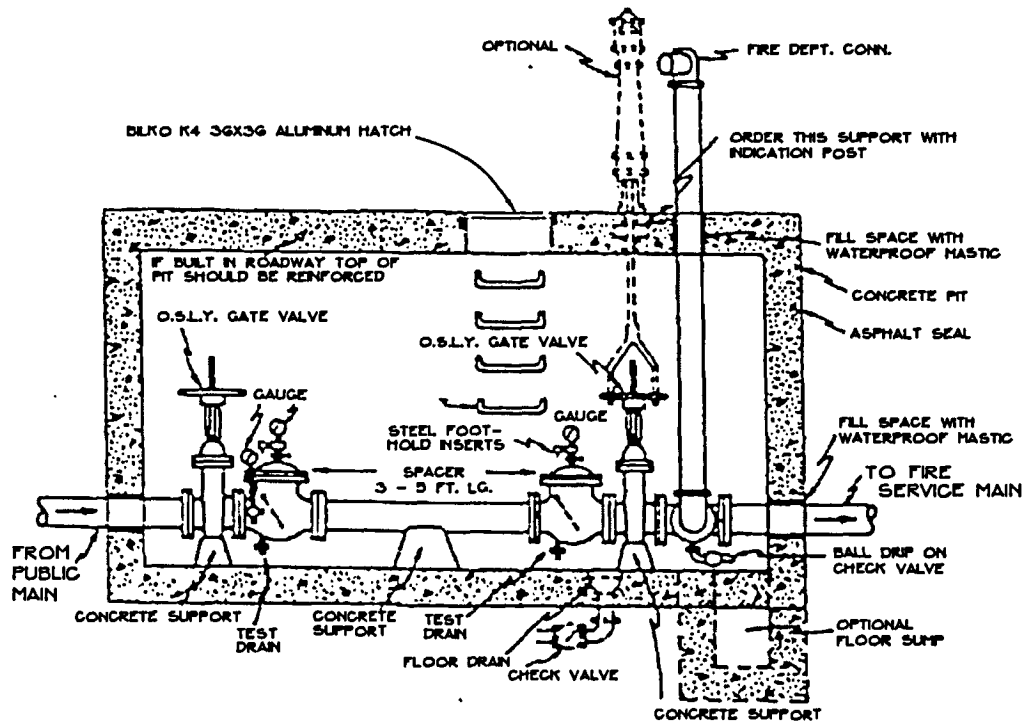 OPTIONAL
FIRE DEPT. CONN.
BILKO K4 36X36 ALUMINUM HATCH
ORDER THIS SUPPORT WITH
INDICATION POST
IF BUILT IN ROADWAY TOP OF
PIT SHOULD BE REINFORCED
FILL SPACE WITH
WATERPROOF MASTIC
CONCRETE PIT
ASPHALT SEAL
O.S.&Y. GATE VALVE
O.S.&Y. GATE VALVE
GAUGE
GAUGE
STEEL FOOT-
HOLD INSERTS
SPACER
3 - 5 FT. LG.
FILL SPACE WITH
WATERPROOF MASTIC
TO FIRE
SERVICE MAIN
FROM
PUBLIC
MAIN
BALL DRIP ON
CHECK VALVE
CONCRETE SUPPORT
TEST
DRAIN
CONCRETE
SUPPORT
TEST
DRAIN
FLOOR DRAIN
CHECK VALVE
OPTIONAL
FLOOR SUMP
CONCRETE SUPPORT